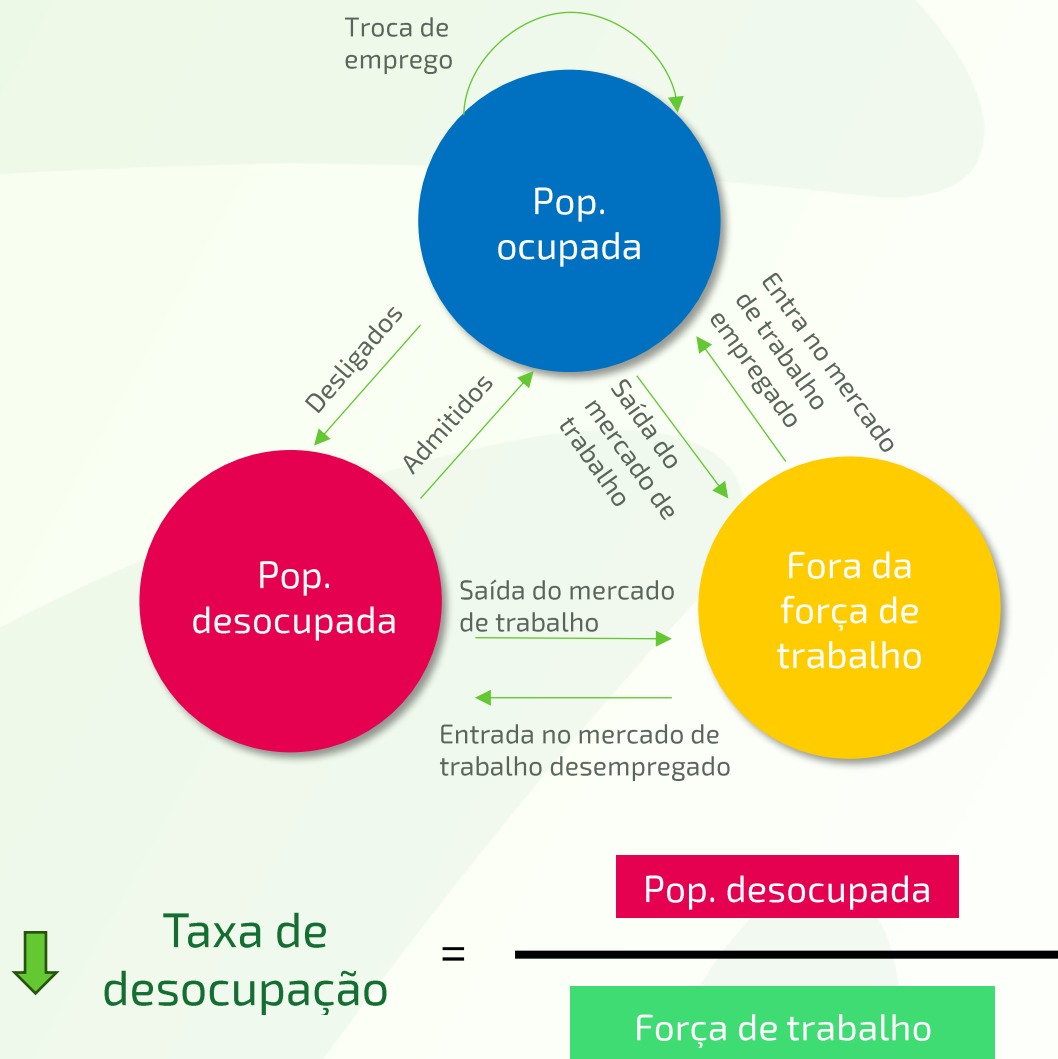 Troca de
emprego
Pop.
ocupada
Desligados
Admitidos
Saída do
mercado de
trabalho
Entra no mercado
de trabalho
empregado
Pop.
desocupada
Saída do mercado
de trabalho
Entrada no mercado de
trabalho desempregado
Fora da
força de
trabalho
Taxa de
desocupação
=
Pop. desocupada
Força de trabalho